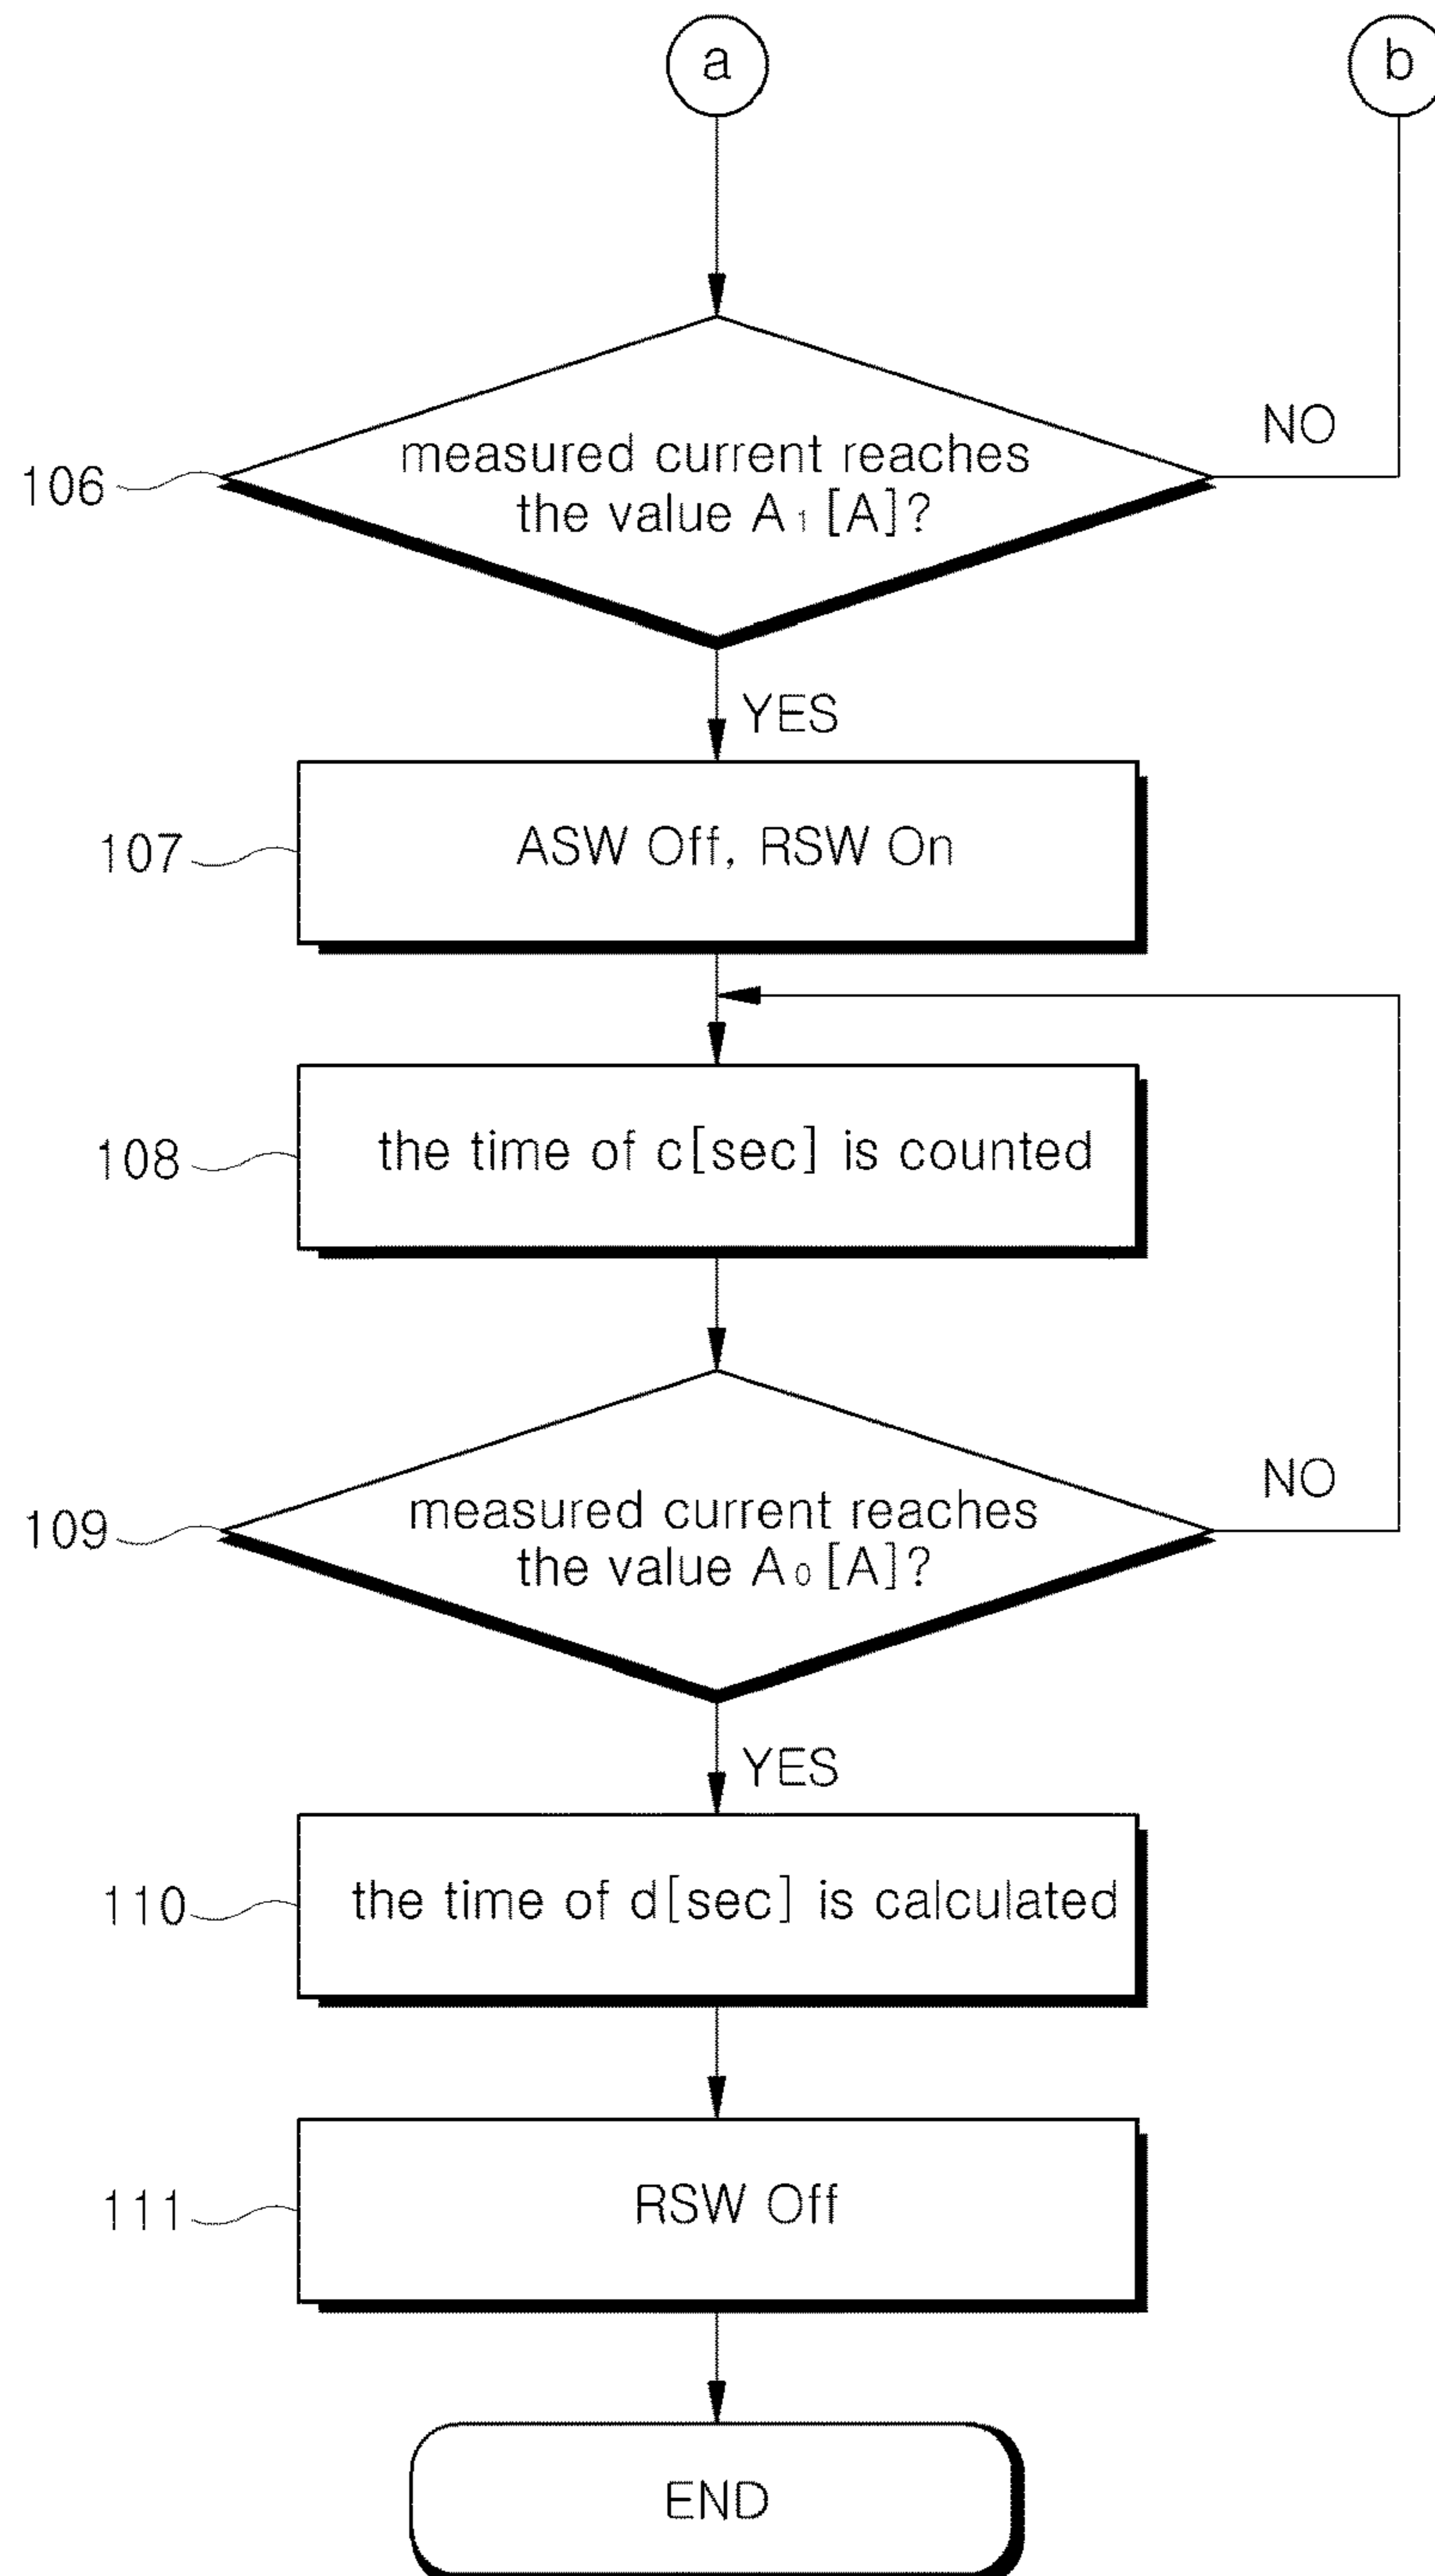 a
b
measured current reaches
the value A₁ [A]?
NO
106
YES
ASW Off, RSW On
107
the time of c[sec] is counted
108
measured current reaches
the value A₀ [A]?
NO
109
YES
the time of d[sec] is calculated
110
RSW Off
111
END